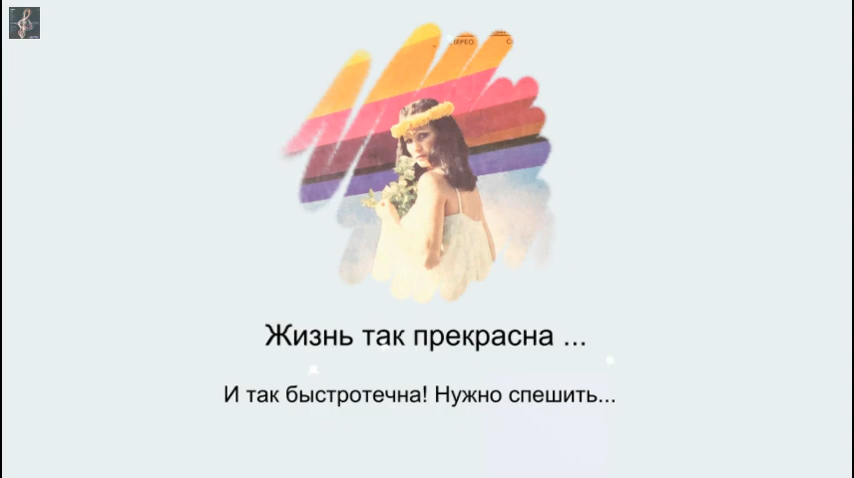 Жизнь так прекрасна ...
И так быстротечна! Нужно спешить...